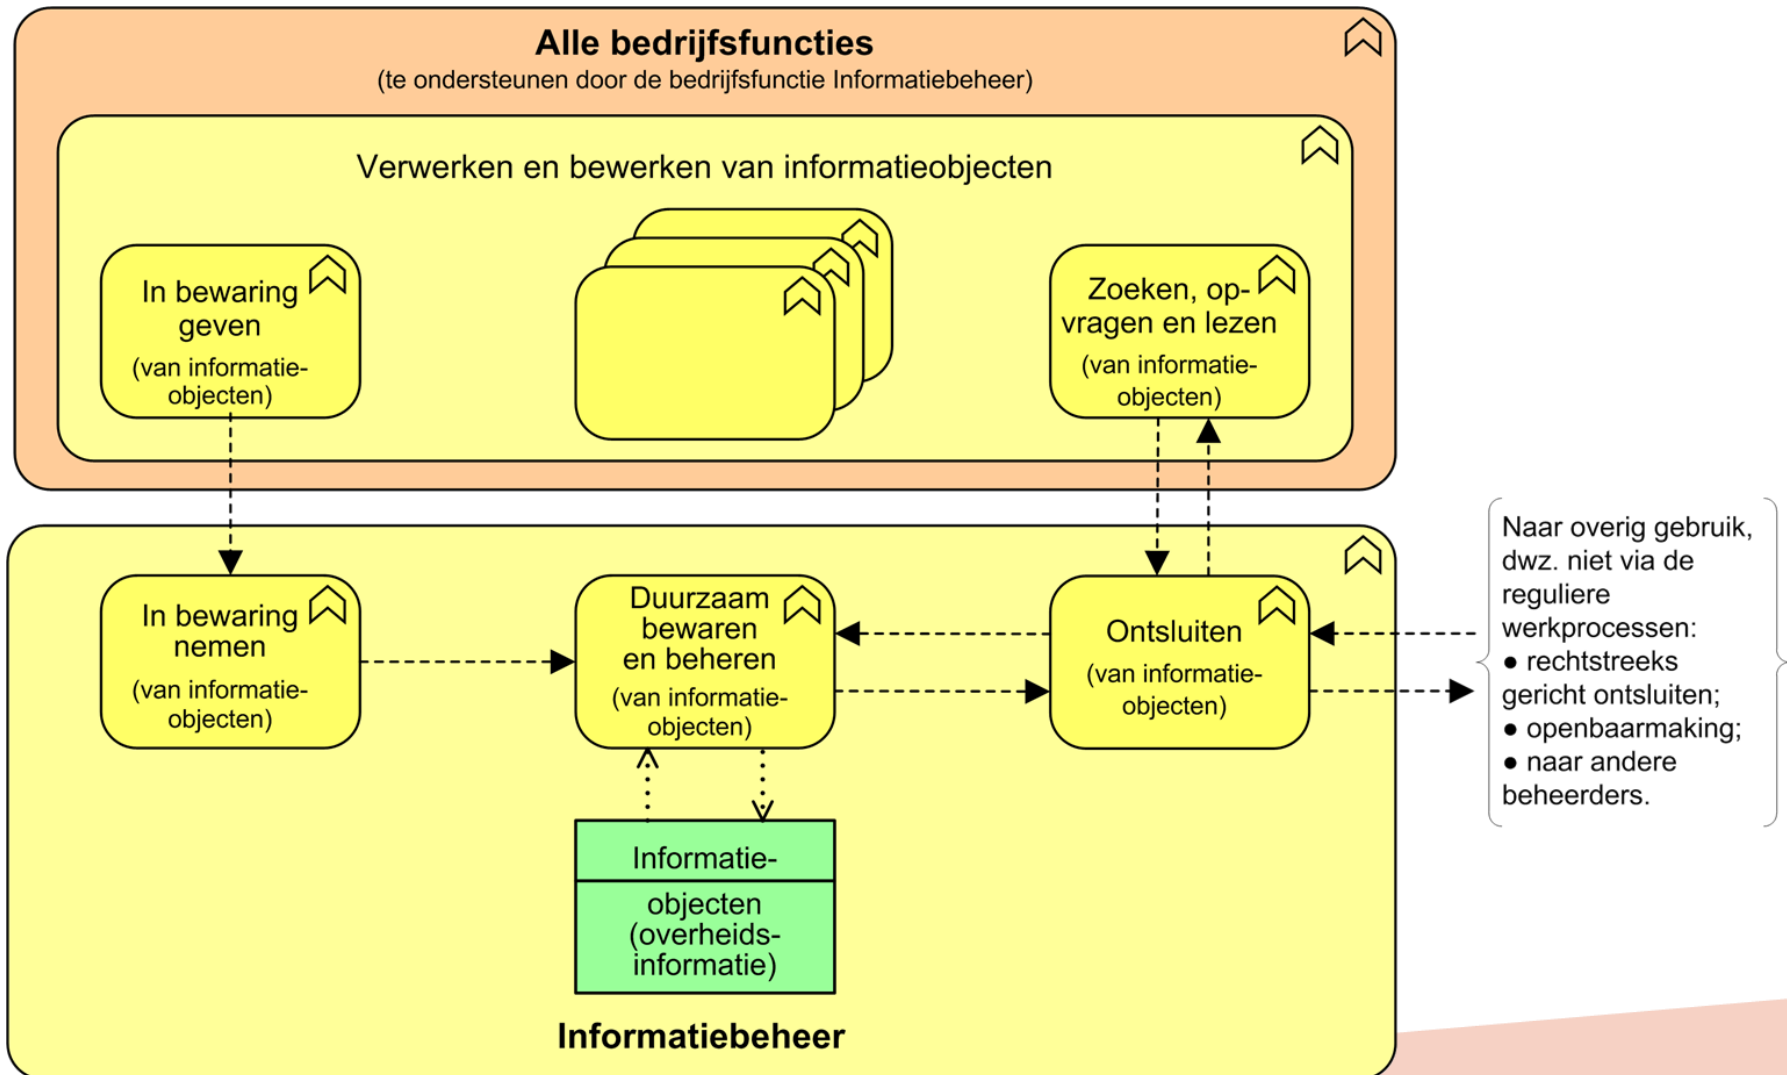 Alle bedrijfsfuncties
(te ondersteunen door de bedrijfsfunctie Informatiebeheer)
Verwerken en bewerken van informatieobjecten
In bewaring
geven
(van informatie-
objecten)
Zoeken, op-
vragen en lezen
(van informatie-
objecten)
In bewaring
nemen
(van informatie-
objecten)
Duurzaam
bewaren
en beheren
(van informatie-
objecten)
Ontsluiten
(van informatie-
objecten)
Naar overig gebruik,
dwz. niet via de
reguliere
werkprocessen:
● rechtstreeks
gericht ontsluiten;
● openbaarmaking;
● naar andere
beheerders.
Informatie-
objecten
(overheids-
informatie)
Informatiebeheer